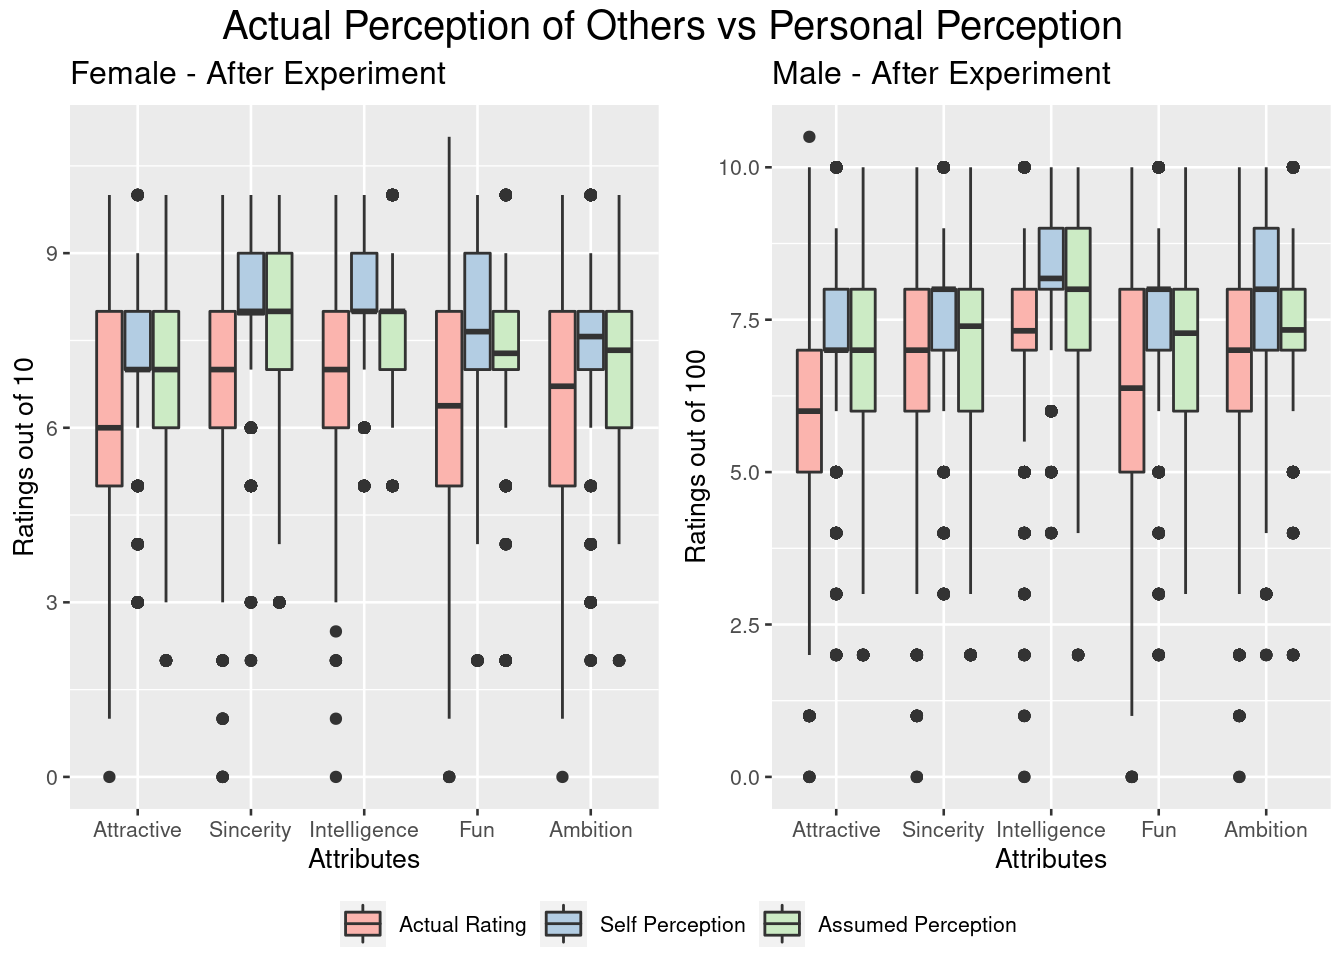 Actual Perception of Others vs Personal Perception
Female - After Experiment
Ratings out of 10
9
6
3
0
Attractive Sincerity Intelligence Fun Ambition
Attributes
Male - After Experiment
Ratings out of 100
10.0
7.5
5.0
2.5
0.0
Attractive Sincerity Intelligence Fun Ambition
Attributes
Actual Rating Self Perception Assumed Perception